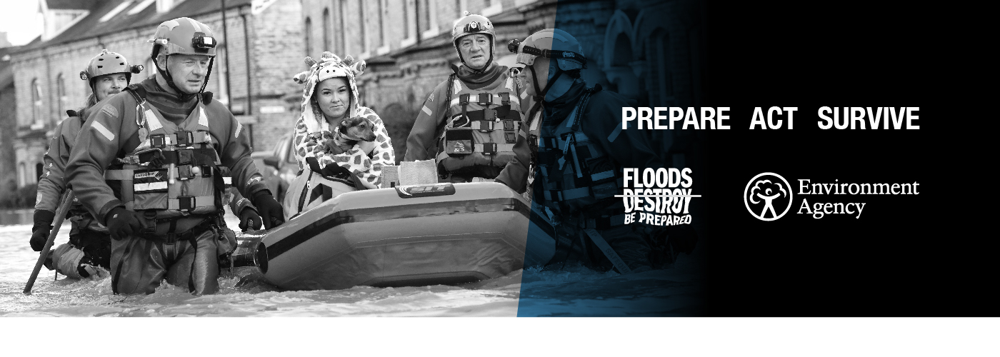 PREPARE ACT SURVIVE
FLOODS
DESTROY
BE PREPARED
Environment
Agency